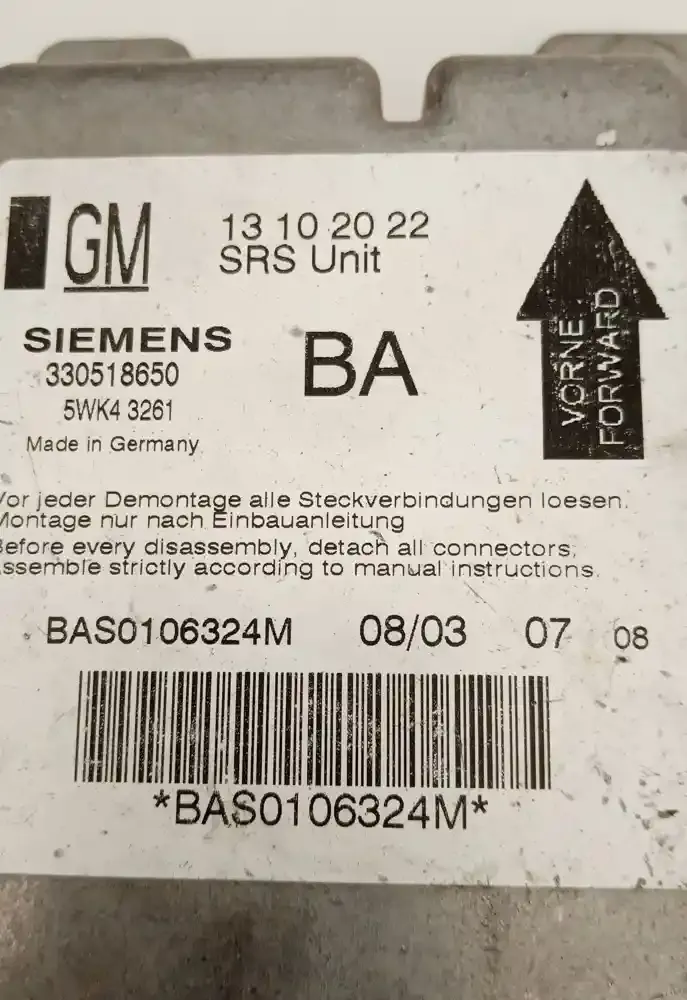 GM
13 10 20 22
SRS Unit
SIEMENS
BA
330518650
5WK4 3261
Made in Germany
VORNE
FORWARD
Vor jeder Demontage alle Steckverbindungen loesen.
Montage nur nach Einbauanleitung
Before every disassembly, detach all connectors;
assemble strictly according to manual instructions.
BAS0106324M 08/03 07 08
*BAS0106324M*